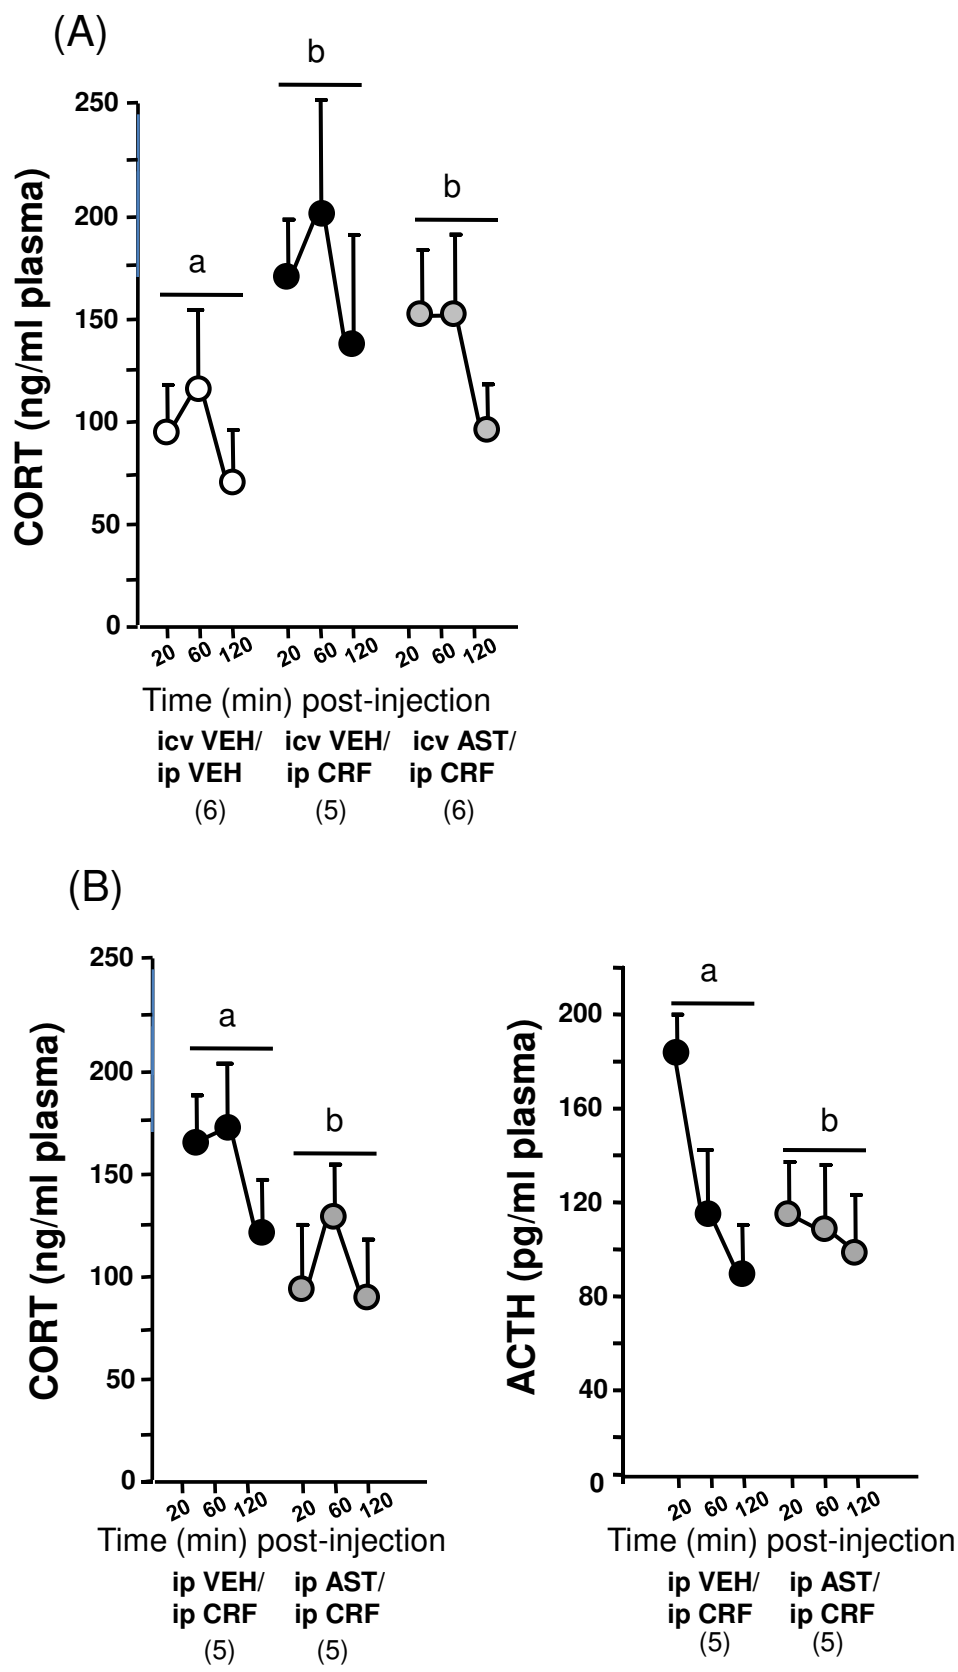 (A)
b
250
b
200
a
150
100
50
0
CORT (ng/ml plasma)
20 60 120 20 60 120 20 60 120
Time (min) post-injection
icv VEH/ icv VEH/ icv AST/
ip VEH ip CRF ip CRF
(6) (5) (6)
(B)
250
a
200
b
150
100
50
0
CORT (ng/ml plasma)
20 60 120 20 60 120
Time (min) post-injection
ip VEH/ ip AST/
ip CRF ip CRF
(5) (5)
a
200
160
b
120
80
40
0
ACTH (pg/ml plasma)
20 60 120 20 60 120
Time (min) post-injection
ip VEH/ ip AST/
ip CRF ip CRF
(5) (5)